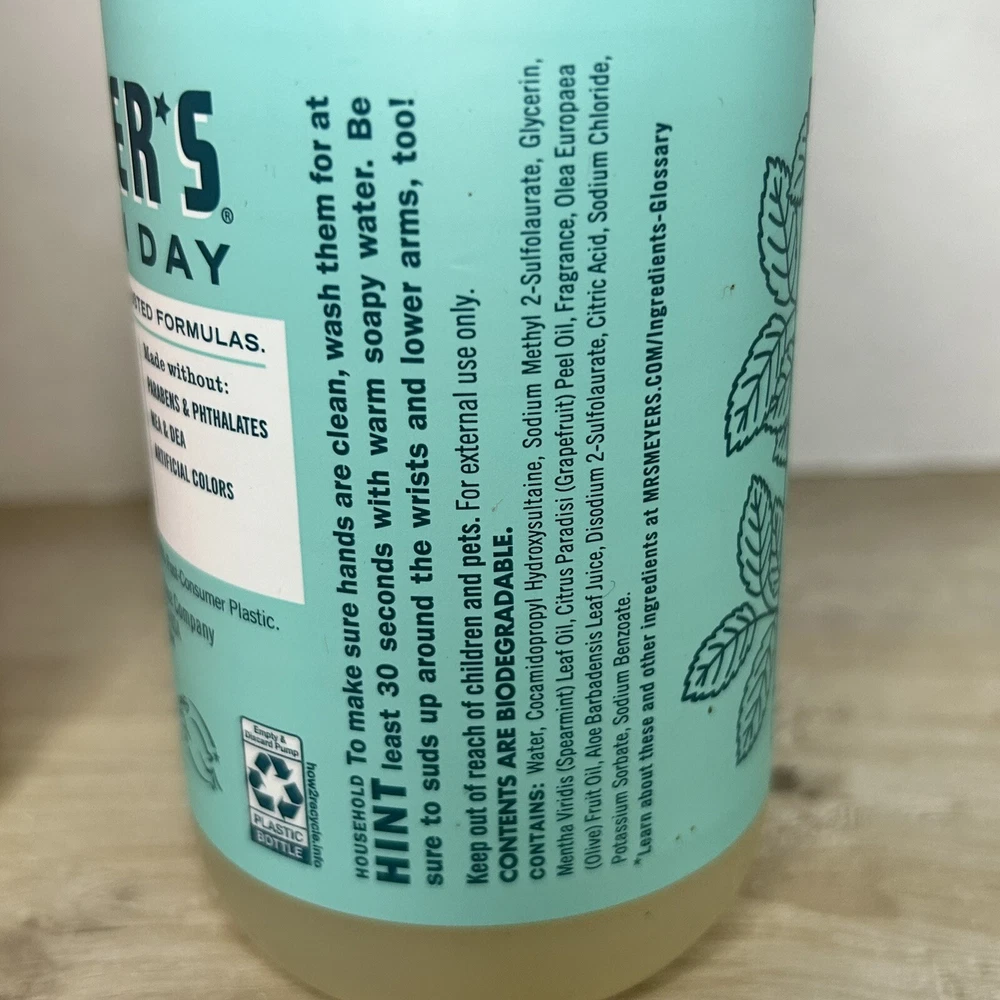 ER'S®
DAY
FORMULAS.
Made without:
PARABENS & PHTHALATES
MEA & DEA
ARTIFICIAL COLORS
Post-Consumer Plastic.
Company
Empty &
Discard Pump
PLASTIC
BOTTLE
how2recycle.info
HOUSEHOLD HINT To make sure hands are clean, wash them for at
least 30 seconds with warm soapy water. Be
sure to suds up around the wrists and lower arms, too!
Keep out of reach of children and pets. For external use only.
CONTENTS ARE BIODEGRADABLE.
CONTAINS: Water, Cocamidopropyl Hydroxysultaine, Sodium Methyl 2-Sulfolaurate, Glycerin,
Mentha Viridis (Spearmint) Leaf Oil, Citrus Paradisi (Grapefruit) Peel Oil, Fragrance, Olea Europaea
(Olive) Fruit Oil, Aloe Barbadensis Leaf Juice, Disodium 2-Sulfolaurate, Citric Acid, Sodium Chloride,
Potassium Sorbate, Sodium Benzoate.
*Learn about these and other ingredients at MRSMEYERS.COM/Ingredients-Glossary